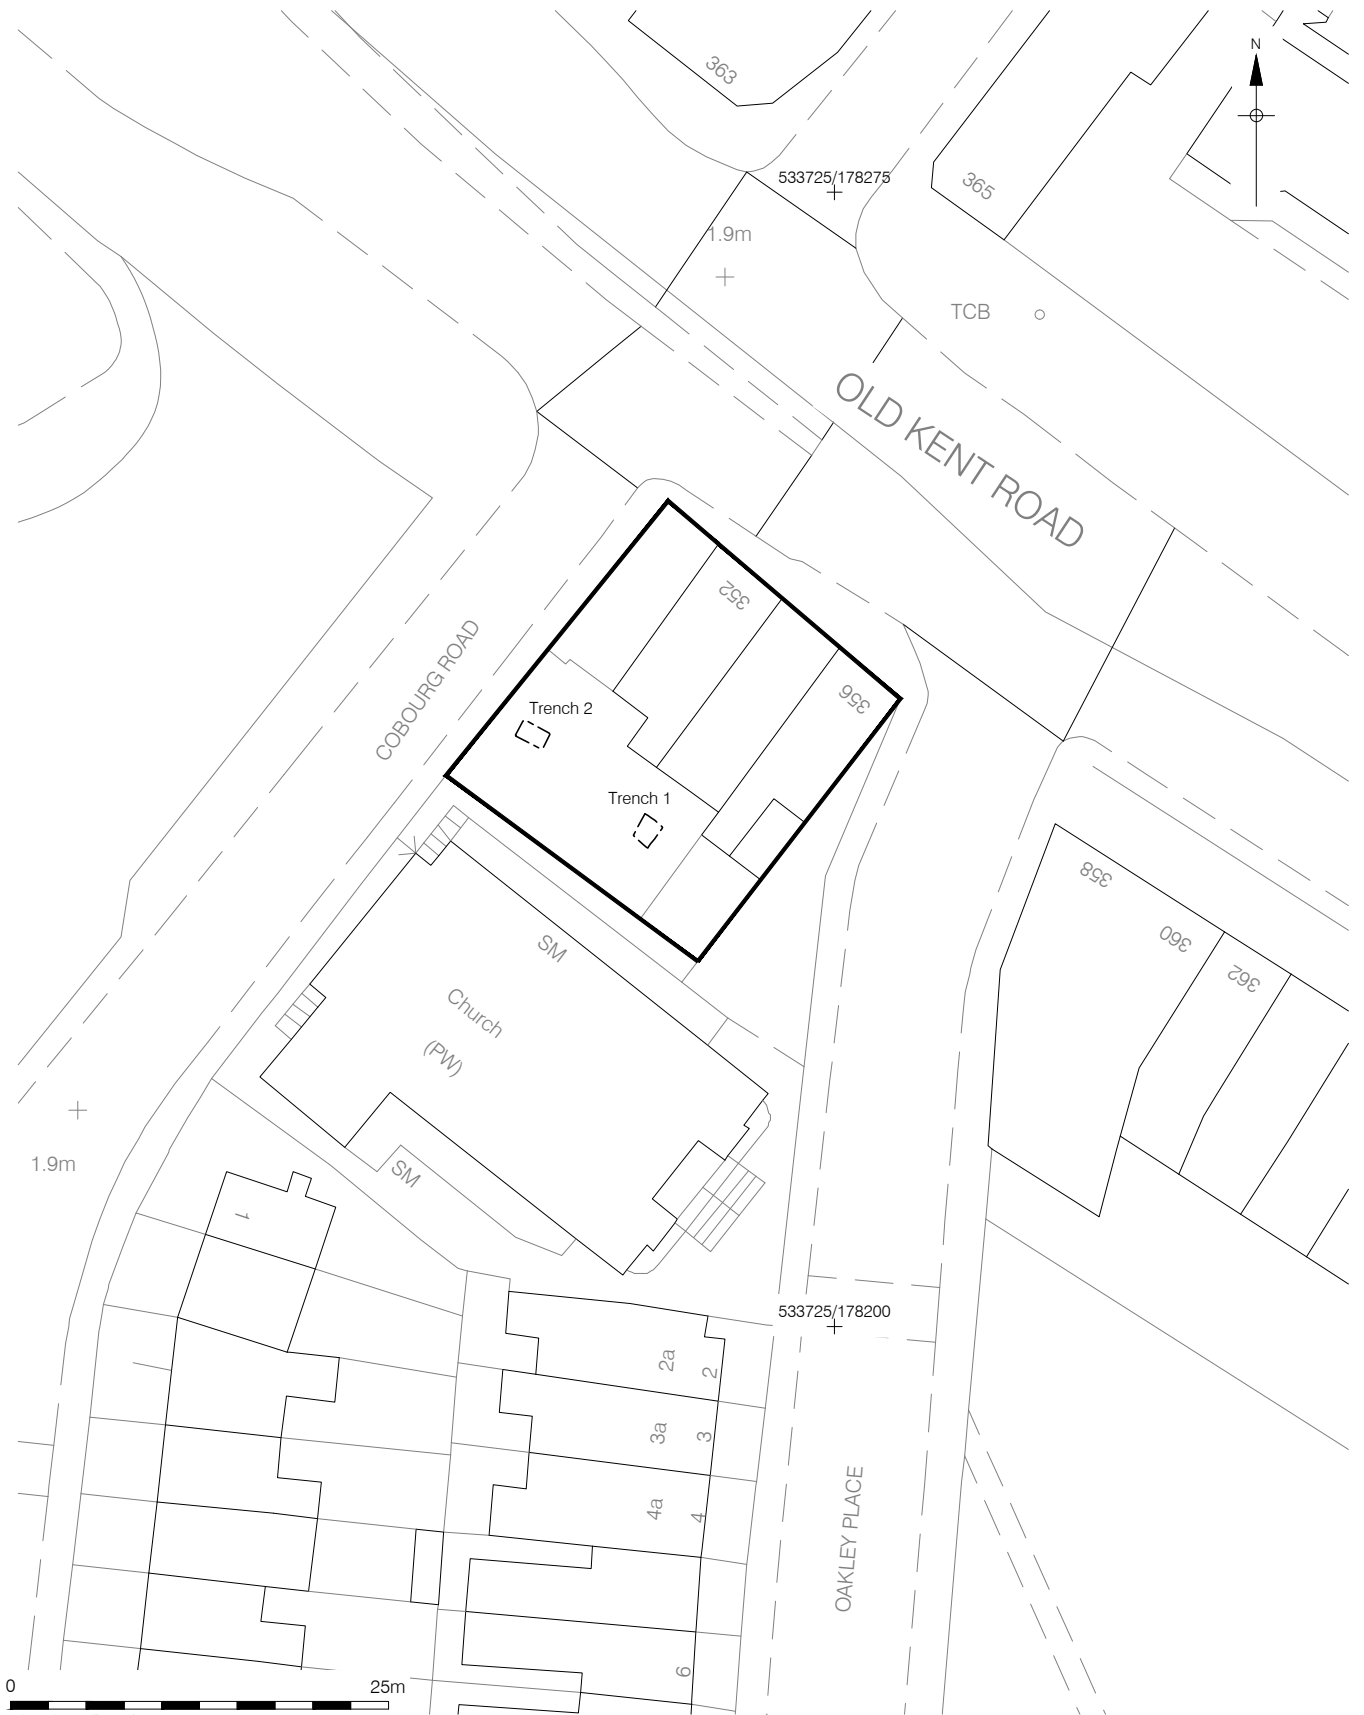 363
N
533725/178275
365
1.9m
TCB
OLD KENT ROAD
352
COBOURG ROAD
356
Trench 2
Trench 1
358
360
SM
362
Church
(PW)
1.9m
SM
1
533725/178200
2a
2
3a
3
4a
4
OAKLEY PLACE
6
0
25m